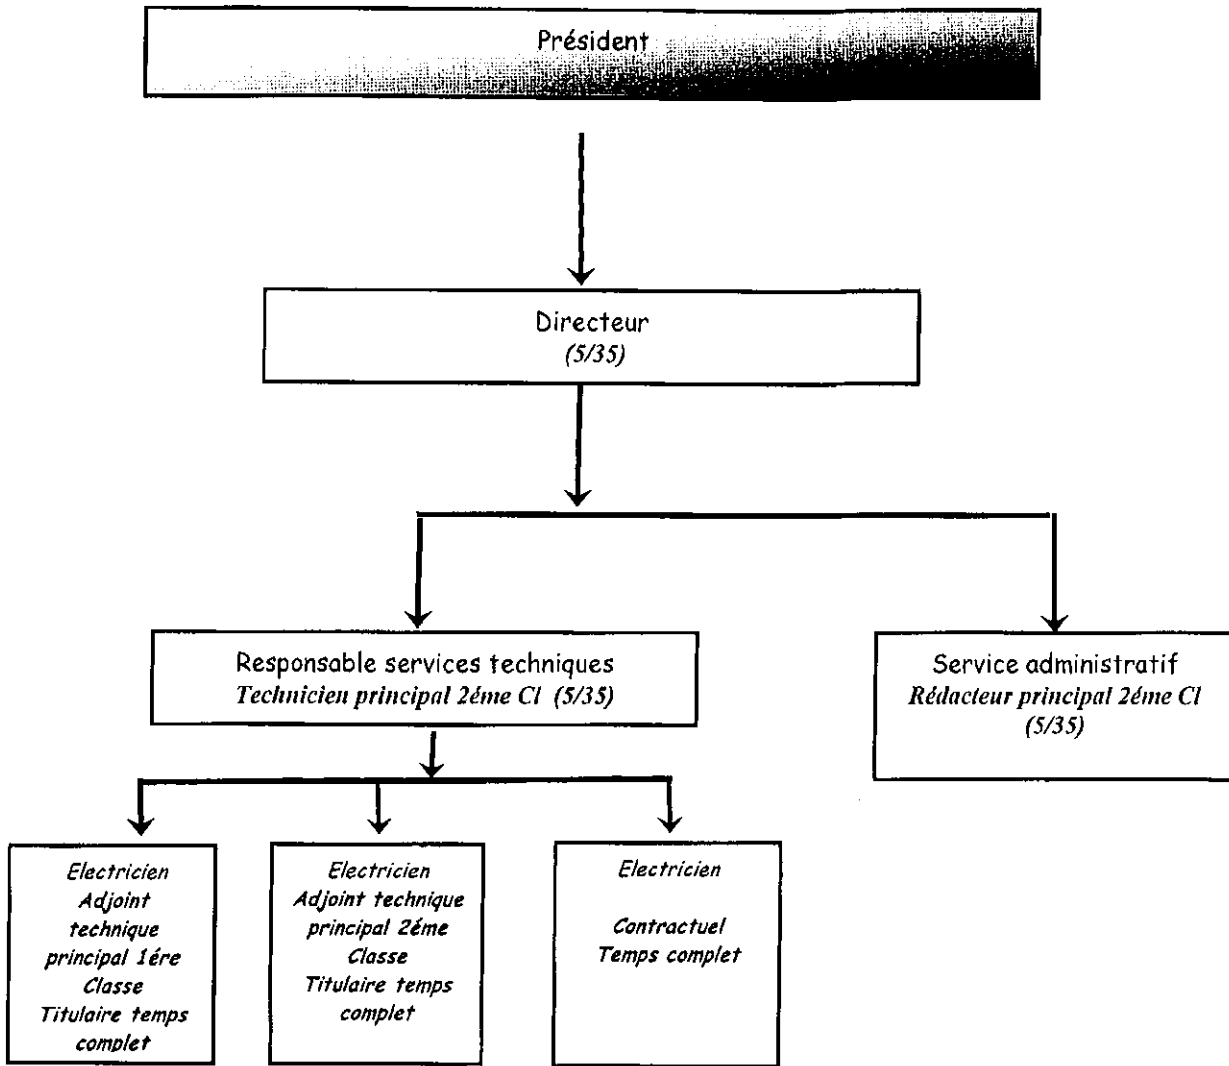 Président
Directeur
(5/35)
Responsable services techniques
Technicien principal 2éme Cl (5/35)
Service administratif
Rédacteur principal 2éme Cl
(5/35)
Electricien
Adjoint
technique
principal 1ére
Classe
Titulaire temps
complet
Electricien
Adjoint technique
principal 2éme
Classe
Titulaire temps
complet
Electricien
Contractuel
Temps complet